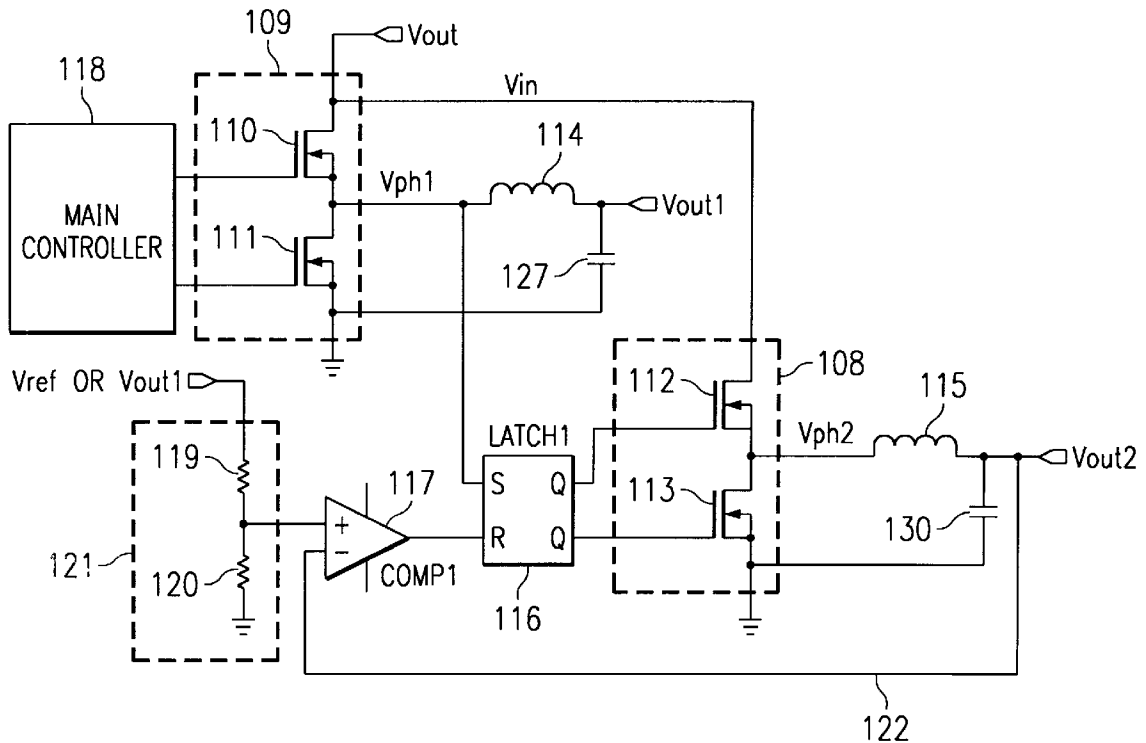 109
Vout
118
Vin
110
114
Vph1
Vout1
MAIN
CONTROLLER
111
127
Vref OR Vout1
108
112
115
LATCH1
Vph2
119
117
S
Q
Vout2
113
+
R
Q
130
121
−
120
COMP1
116
122